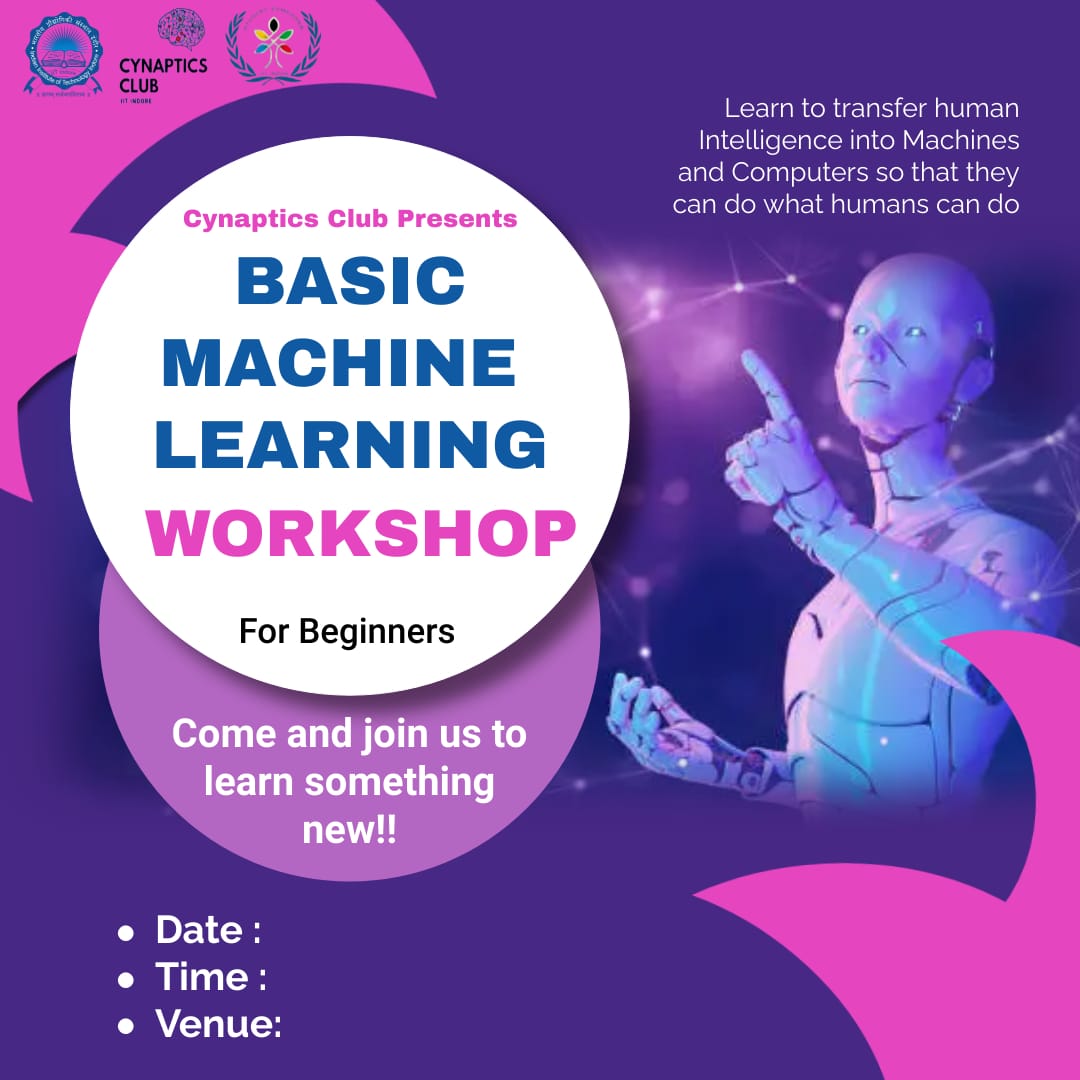 CYNAPTICS
CLUB
IIT INDORE
Learn to transfer human
Intelligence into Machines
and Computers so that they
can do what humans can do
Cynaptics Club Presents
BASIC
MACHINE
LEARNING
WORKSHOP
For Beginners
Come and join us to
learn something
new!!
• Date :
• Time :
• Venue: